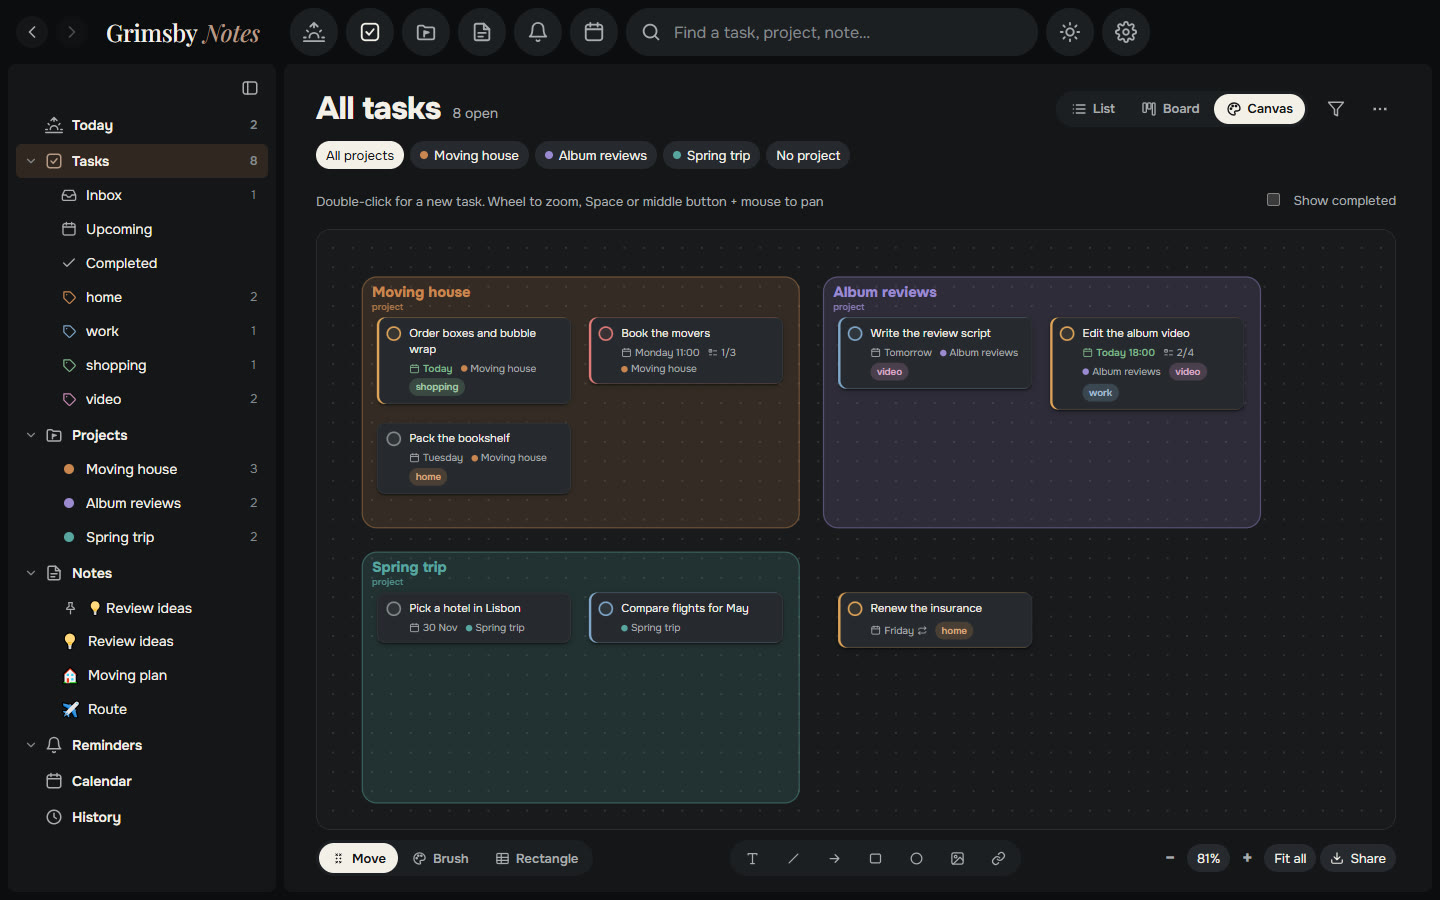 Grimsby Notes
Find a task, project, note...
Today 2
Tasks 8
Inbox 1
Upcoming
Completed
home 2
work 1
shopping 1
video 2
Projects
Moving house 3
Album reviews 2
Spring trip 2
Notes
Review ideas
Review ideas
Moving plan
Route
Reminders
Calendar
History
All tasks 8 open
List Board Canvas
All projects Moving house Album reviews Spring trip No project
Double-click for a new task. Wheel to zoom, Space or middle button + mouse to pan
Show completed
Moving house
project
Order boxes and bubble
wrap
Today Moving house
shopping
Book the movers
Monday 11:00 1/3
Moving house
Pack the bookshelf
Tuesday Moving house
home
Album reviews
project
Write the review script
Tomorrow Album reviews
video
Edit the album video
Today 18:00 2/4
Album reviews video
work
Spring trip
project
Pick a hotel in Lisbon
30 Nov Spring trip
Compare flights for May
Spring trip
Renew the insurance
Friday home
Move Brush Rectangle
T
− 81% + Fit all Share